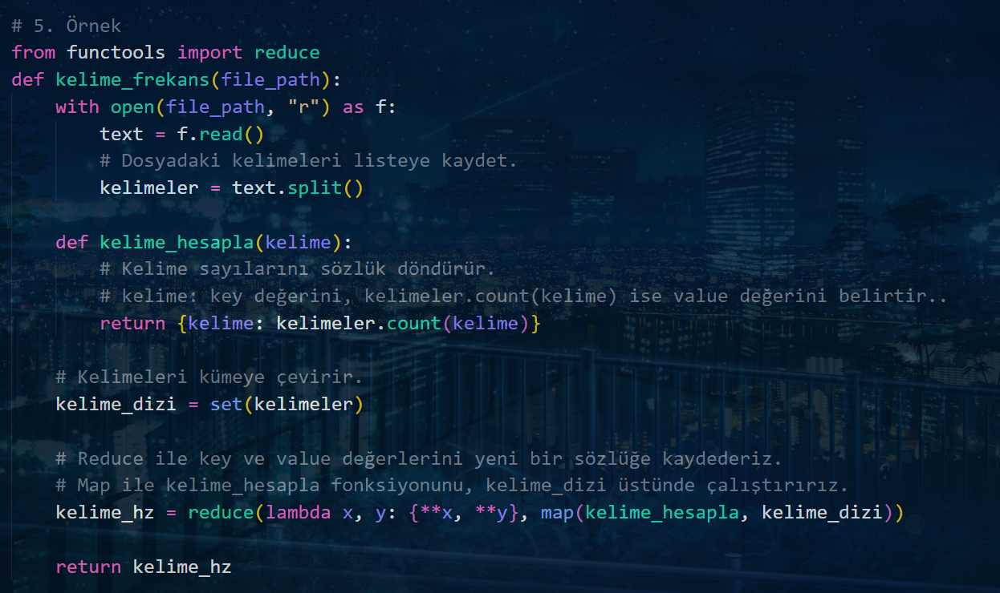 # 5. Örnek
from functools import reduce
def kelime_frekans(file_path):
    with open(file_path, "r") as f:
        text = f.read()
        # Dosyadaki kelimeleri listeye kaydet.
        kelimeler = text.split()
    def kelime_hesapla(kelime):
        # Kelime sayılarını sözlük döndürür.
        # kelime: key değerini, kelimeler.count(kelime) ise value değerini belirtir..
        return {kelime: kelimeler.count(kelime)}
    # Kelimeleri kümeye çevirir.
    kelime_dizi = set(kelimeler)
    # Reduce ile key ve value değerlerini yeni bir sözlüğe kaydederiz.
    # Map ile kelime_hesapla fonksiyonunu, kelime_dizi üstünde çalıştırırız.
    kelime_hz = reduce(lambda x, y: {**x, **y}, map(kelime_hesapla, kelime_dizi))
    return kelime_hz